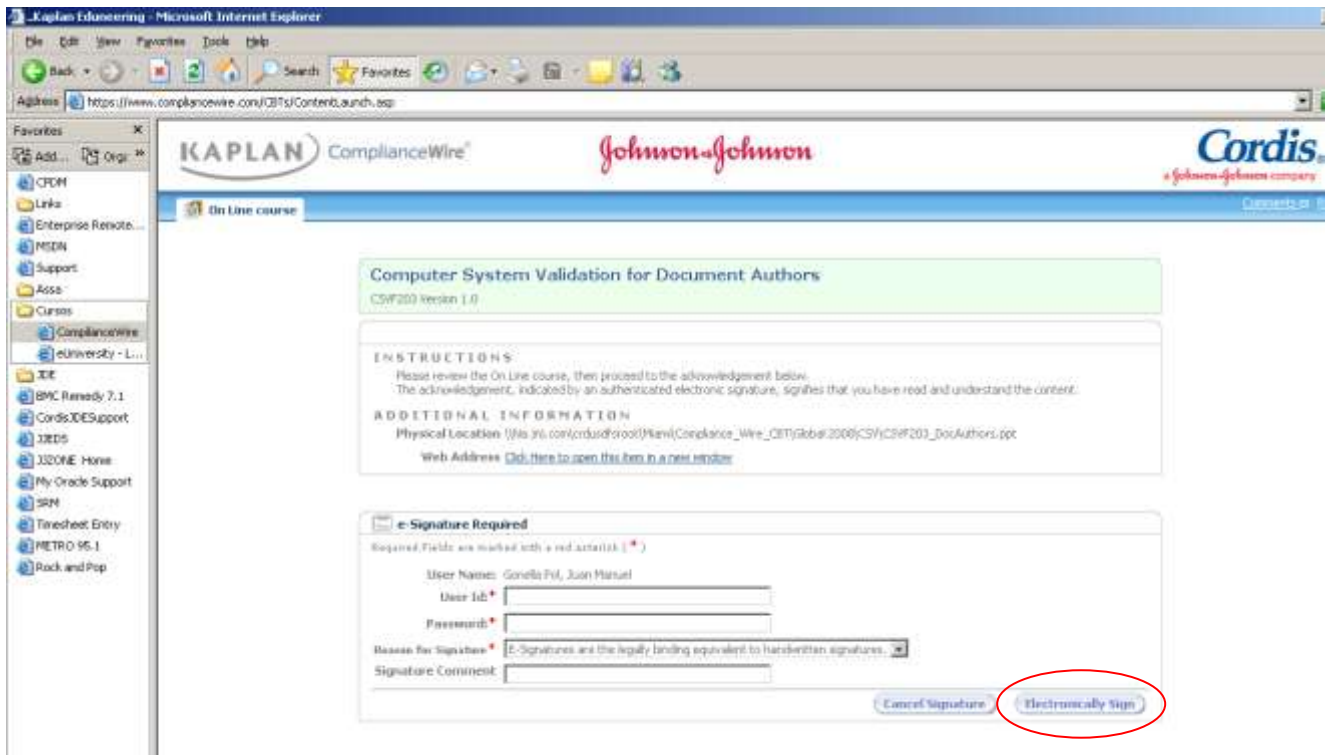 Kaplan Eduneering - Microsoft Internet Explorer
File Edit View Favorites Tools Help
Back Search Favorites
Address https://www.compliancewire.com/CBTs/ContentLaunch.asp
Favorites
Add... Orga
CPDM
Links
Enterprise Remote...
MSDN
Support
Assa
Cursos
ComplianceWire
eUniversity - L...
JDE
BMC Remedy 7.1
CordisJDESupport
JJEDS
JJZONE Home
My Oracle Support
SRM
Timesheet Entry
METRO 95.1
Rock and Pop
KAPLAN ComplianceWire®
Johnson&Johnson
Cordis®
a Johnson&Johnson company
On Line course
Comments or
Computer System Validation for Document Authors
CSVF203 Version 1.0
INSTRUCTIONS
Please review the On Line course, then proceed to the acknowledgement below.
The acknowledgement, indicated by an authenticated electronic signature, signifies that you have read and understand the content.
ADDITIONAL INFORMATION
Physical Location
Web Address Click Here to open this item in a new window
e-Signature Required
Required Fields are marked with a red asterisk ( * )
User Name: Gonella Pol, Juan Manuel
User Id:*
Password:*
Reason for Signature * E-Signatures are the legally binding equivalent to handwritten signatures.
Signature Comment
Cancel Signature Electronically Sign